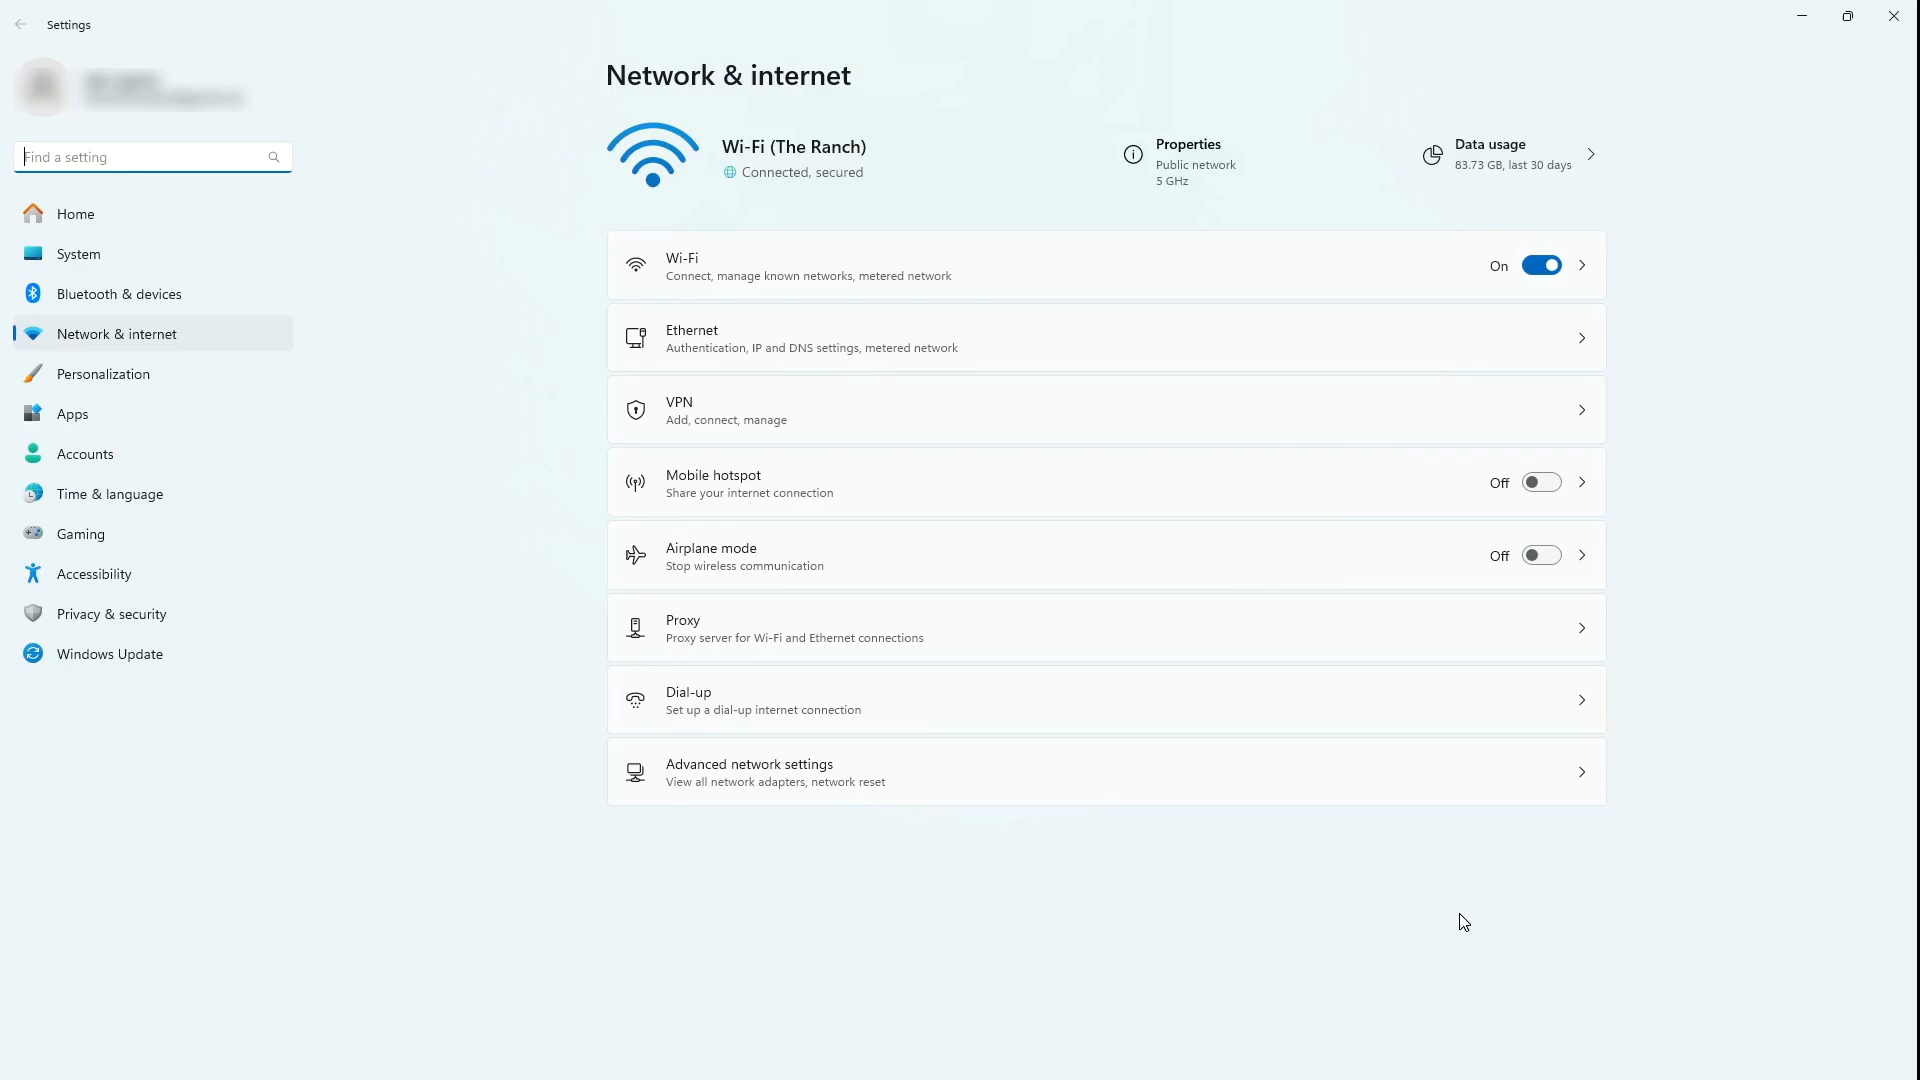 Settings
Find a setting
Home
System
Bluetooth & devices
Network & internet
Personalization
Apps
Accounts
Time & language
Gaming
Accessibility
Privacy & security
Windows Update
Network & internet
Wi-Fi (The Ranch)
Connected, secured
Properties
Public network
5 GHz
Data usage
83.73 GB, last 30 days
Wi-Fi
Connect, manage known networks, metered network
On
Ethernet
Authentication, IP and DNS settings, metered network
VPN
Add, connect, manage
Mobile hotspot
Share your internet connection
Off
Airplane mode
Stop wireless communication
Off
Proxy
Proxy server for Wi-Fi and Ethernet connections
Dial-up
Set up a dial-up internet connection
Advanced network settings
View all network adapters, network reset